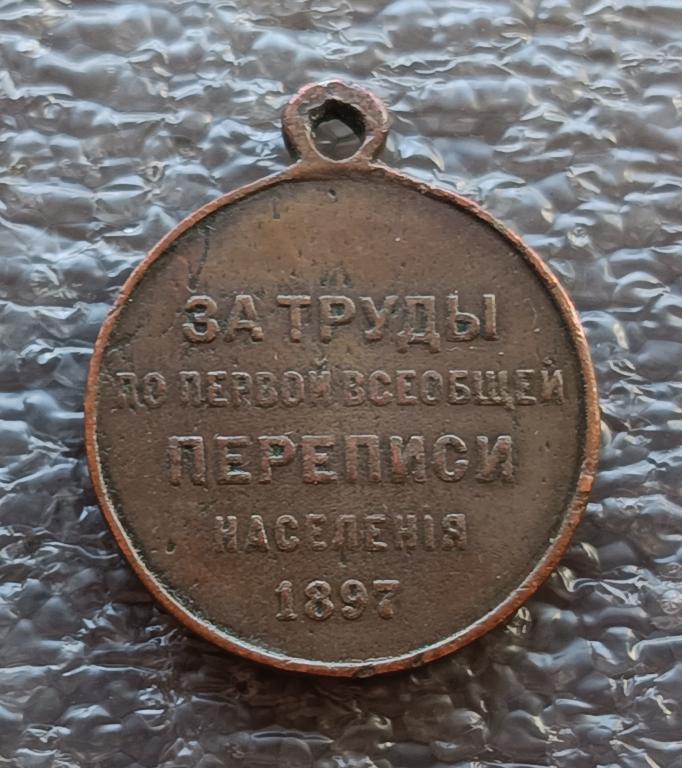 ЗА ТРУДЫ
ПО ПЕРВОЙ ВСЕОБЩЕЙ
ПЕРЕПИСИ
НАСЕЛЕНІЯ
1897